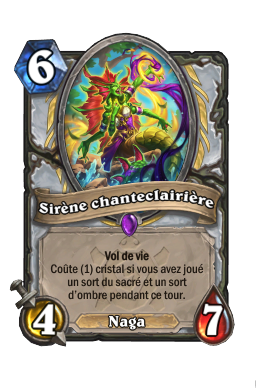 6
Sirène chanteclairière
Vol de vie
Coûte (1) cristal si vous avez joué
un sort du sacré et un sort
d'ombre pendant ce tour.
4
Naga
7